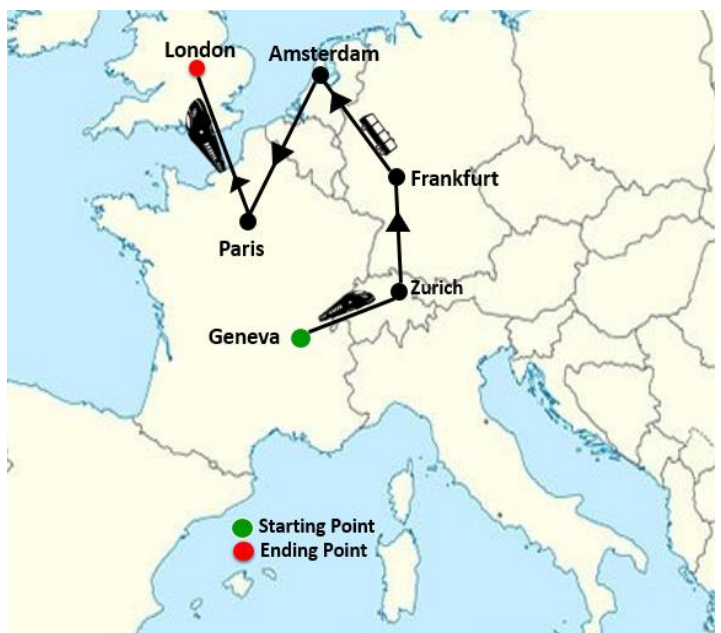 London
Amsterdam
Frankfurt
Paris
Zurich
Geneva
Starting Point
Ending Point